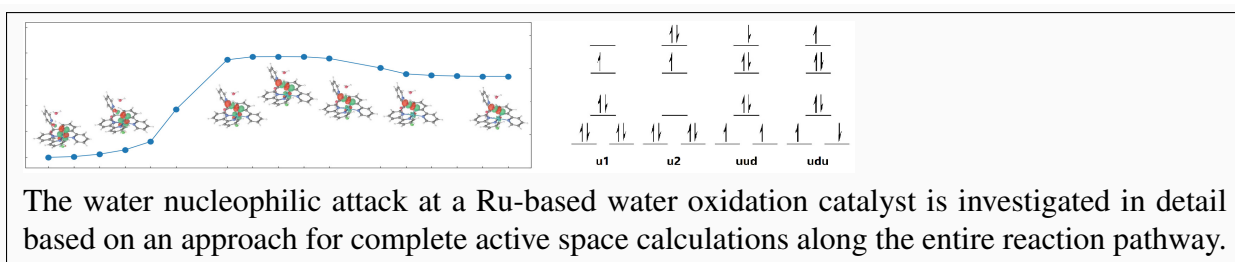 u1 u2 uud udu
The water nucleophilic attack at a Ru-based water oxidation catalyst is investigated in detail
based on an approach for complete active space calculations along the entire reaction pathway.